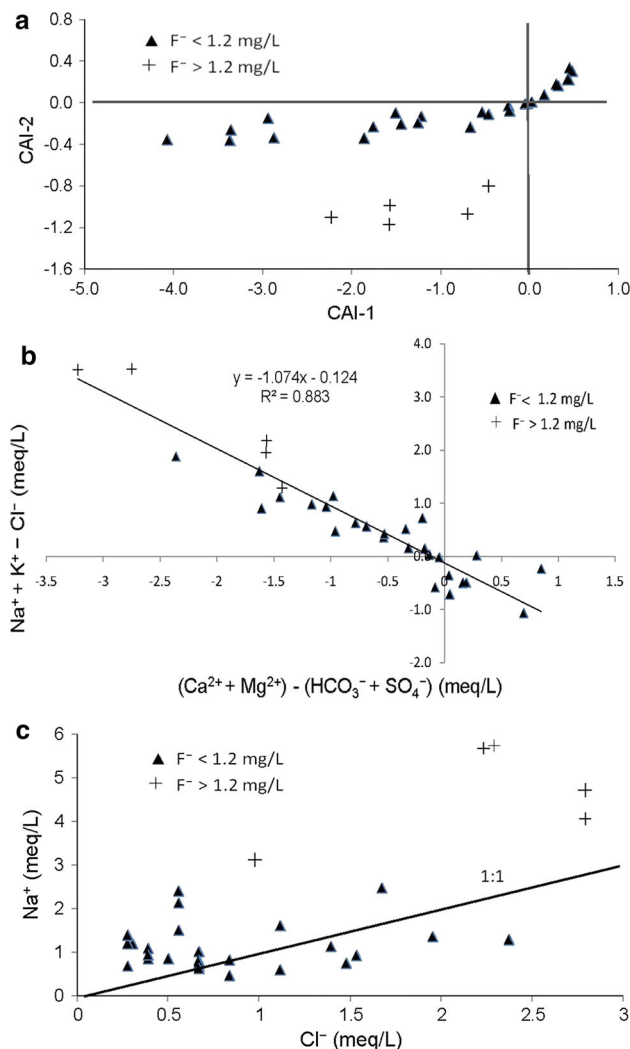 a
F⁻ < 1.2 mg/L
F⁻ > 1.2 mg/L
CAI-2
0.8
0.4
0.0
-0.4
-0.8
-1.2
-1.6
-5.0 -4.0 -3.0 -2.0 -1.0 0.0 1.0
CAI-1
b
y = -1.074x - 0.124
R² = 0.883
F⁻< 1.2 mg/L
F⁻ > 1.2 mg/L
Na⁺ + K⁺ – Cl⁻ (meq/L)
4.0
3.0
2.0
1.0
0.0
-1.0
-2.0
-3.5 -3 -2.5 -2 -1.5 -1 -0.5 0 0.5 1 1.5
(Ca²⁺ + Mg²⁺) - (HCO₃⁻ + SO₄⁻) (meq/L)
c
F⁻ < 1.2 mg/L
F⁻ > 1.2 mg/L
1:1
Na⁺ (meq/L)
6
5
4
3
2
1
0
0 0.5 1 1.5 2 2.5 3
Cl⁻ (meq/L)